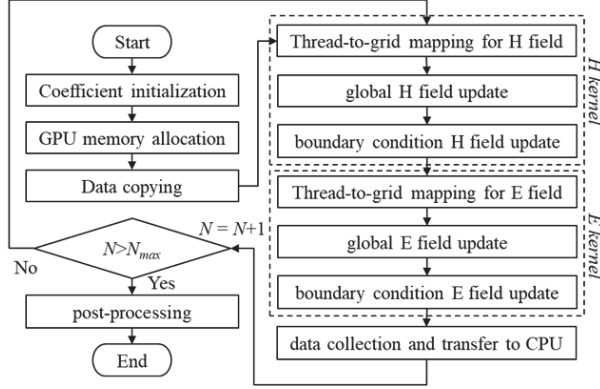 Start
Coefficient initialization
GPU memory allocation
Data copying
Thread-to-grid mapping for H field
global H field update
boundary condition H field update
H kernel
Thread-to-grid mapping for E field
global E field update
boundary condition E field update
E kernel
data collection and transfer to CPU
N = N+1
N>Nmax
No
Yes
post-processing
End